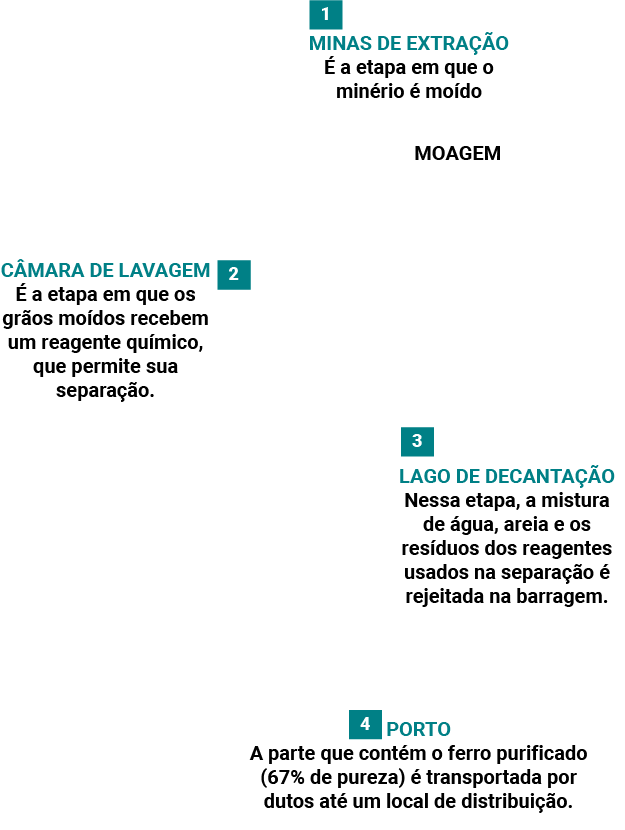 1
MINAS DE EXTRAÇÃO
É a etapa em que o
minério é moído
MOAGEM
CÂMARA DE LAVAGEM 2
É a etapa em que os
grãos moídos recebem
um reagente químico,
que permite sua
separação.
3
LAGO DE DECANTAÇÃO
Nessa etapa, a mistura
de água, areia e os
resíduos dos reagentes
usados na separação é
rejeitada na barragem.
4 PORTO
A parte que contém o ferro purificado
(67% de pureza) é transportada por
dutos até um local de distribuição.